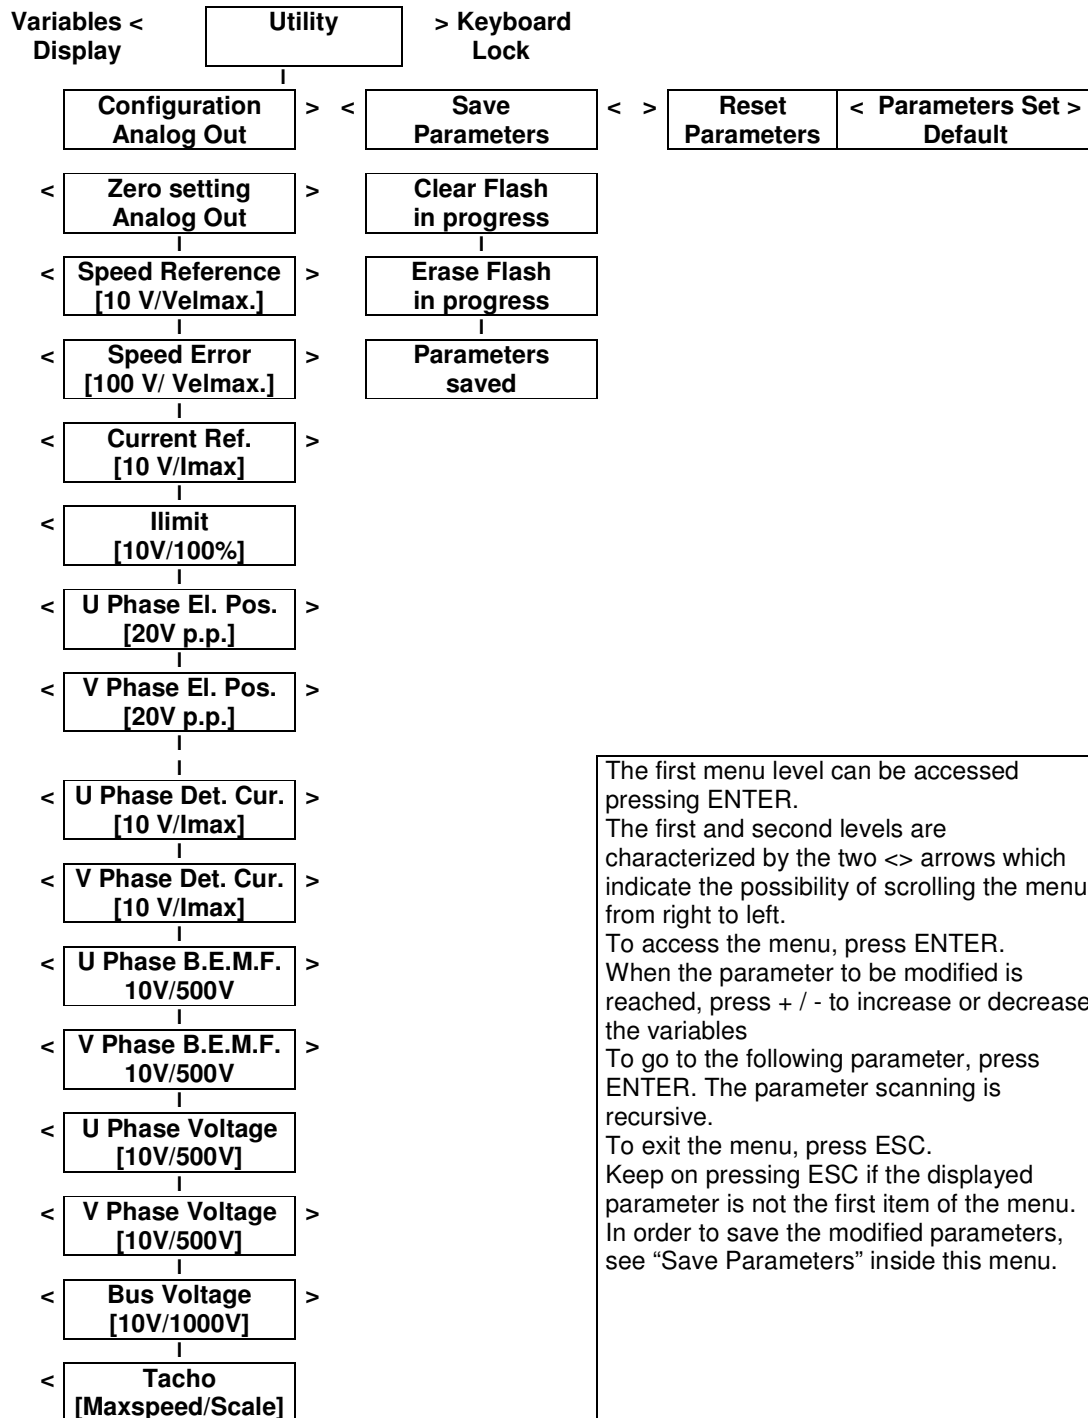 Variables < Utility > Keyboard
Display Lock
I
Configuration > < Save < > Reset < Parameters Set >
Analog Out Parameters Parameters Default
< Zero setting > Clear Flash
Analog Out in progress
I I
< Speed Reference > Erase Flash
[10 V/Velmax.] in progress
I I
< Speed Error > Parameters
[100 V/ Velmax.] saved
I
< Current Ref. >
[10 V/Imax]
I
< Ilimit
[10V/100%]
I
< U Phase El. Pos. >
[20V p.p.]
I
< V Phase El. Pos. >
[20V p.p.]
I
I
< U Phase Det. Cur. >
[10 V/Imax]
I
< V Phase Det. Cur. >
[10 V/Imax]
I
< U Phase B.E.M.F. >
10V/500V
I
< V Phase B.E.M.F. >
10V/500V
I
< U Phase Voltage
[10V/500V]
I
< V Phase Voltage >
[10V/500V]
I
< Bus Voltage >
[10V/1000V]
I
< Tacho
[Maxspeed/Scale]
The first menu level can be accessed
pressing ENTER.
The first and second levels are
characterized by the two <> arrows which
indicate the possibility of scrolling the menu
from right to left.
To access the menu, press ENTER.
When the parameter to be modified is
reached, press + / - to increase or decrease
the variables
To go to the following parameter, press
ENTER. The parameter scanning is
recursive.
To exit the menu, press ESC.
Keep on pressing ESC if the displayed
parameter is not the first item of the menu.
In order to save the modified parameters,
see “Save Parameters” inside this menu.